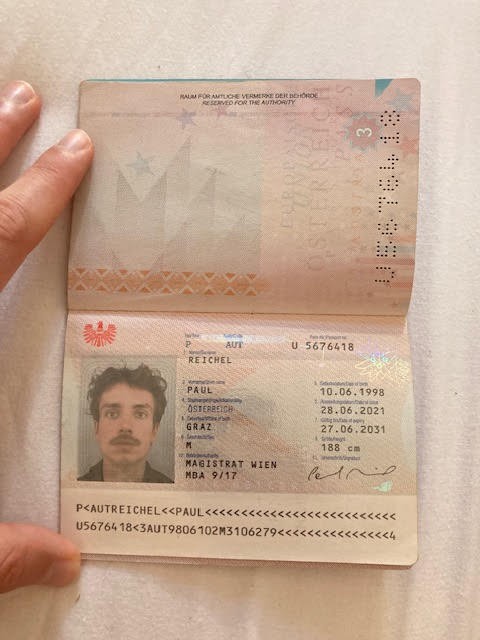 RAUM FÜR AMTLICHE VERMERKE DER BEHÖRDE
RESERVED FOR THE AUTHORITY
3
U5676418
P AUT U 5676418
REICHEL
PAUL
ÖSTERREICH
GRAZ
M
MAGISTRAT WIEN
MBA 9/17
10.06.1998
28.06.2021
27.06.2031
188 cm
P<AUTREICHEL<<PAUL<<<<<<<<<<<<<<<<<<<<<<<<<<
U5676418<3AUT9806102M3106279<<<<<<<<<<<<<<<4